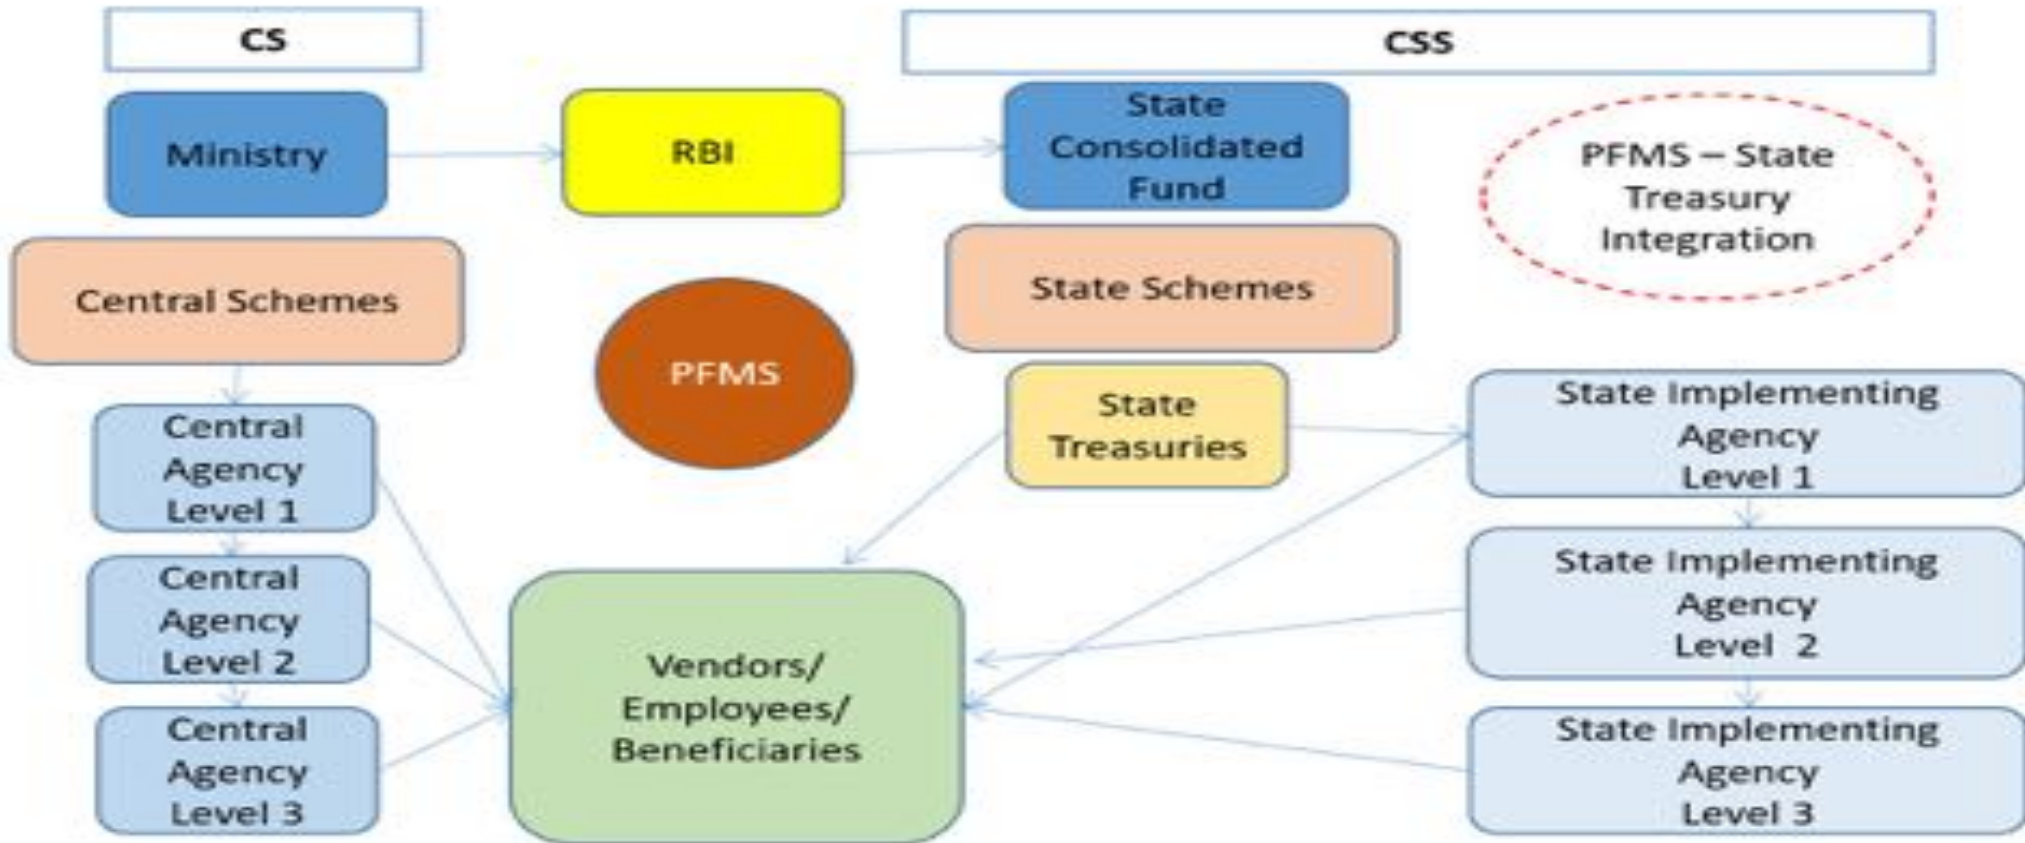 CS
CSS
Ministry
RBI
State
Consolidated
Fund
PFMS – State
Treasury
Integration
Central Schemes
State Schemes
PFMS
State
Treasuries
State Implementing
Agency
Level 1
Central
Agency
Level 1
State Implementing
Agency
Level 2
Central
Agency
Level 2
Vendors/
Employees/
Beneficiaries
Central
Agency
Level 3
State Implementing
Agency
Level 3